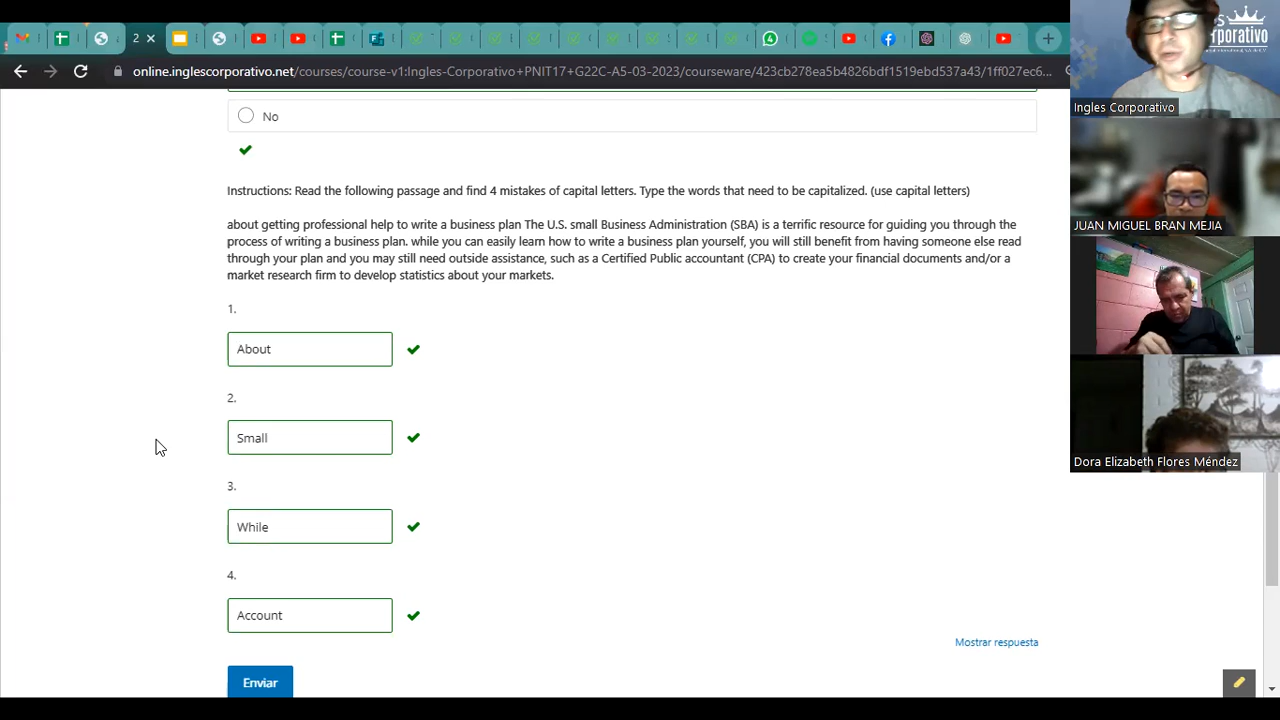 2
online.inglescorporativo.net/courses/course-v1:Ingles-Corporativo+PNIT17+G22C-A5-03-2023/courseware/423cb278ea5b4826bdf1519ebd537a43/1ff027ec6...
No
Instructions: Read the following passage and find 4 mistakes of capital letters. Type the words that need to be capitalized. (use capital letters)
about getting professional help to write a business plan The U.S. small Business Administration (SBA) is a terrific resource for guiding you through the
process of writing a business plan. while you can easily learn how to write a business plan yourself, you will still benefit from having someone else read
through your plan and you may still need outside assistance, such as a Certified Public accountant (CPA) to create your financial documents and/or a
market research firm to develop statistics about your markets.
1.
About
2.
Small
3.
While
4.
Account
Mostrar respuesta
Enviar
Ingles Corporativo
JUAN MIGUEL BRAN MEJIA
Dora Elizabeth Flores Méndez